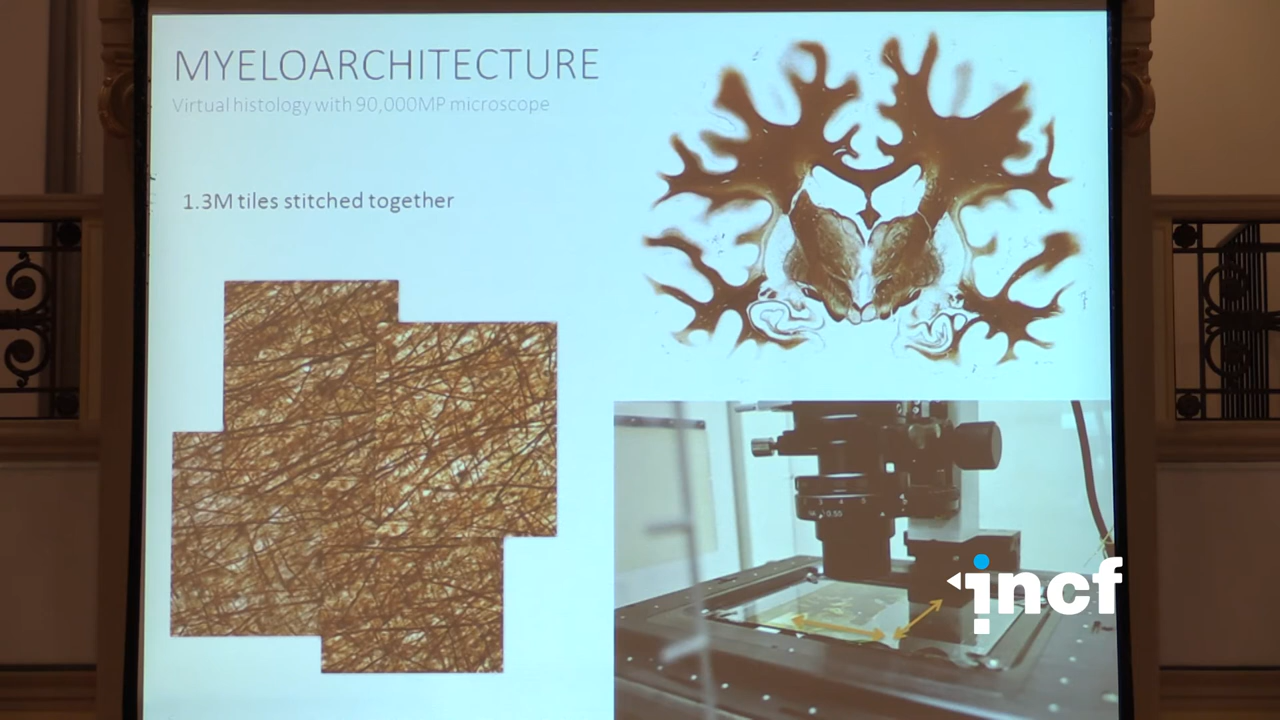 MYELOARCHITECTURE
Virtual histology with 90,000MP microscope
1.3M tiles stitched together
incf